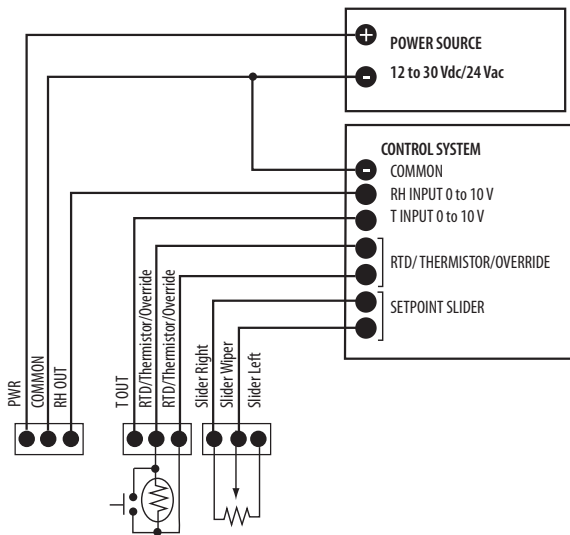 POWER SOURCE
12 to 30 Vdc/24 Vac
CONTROL SYSTEM
COMMON
RH INPUT 0 to 10 V
T INPUT 0 to 10 V
RTD/ THERMISTOR/OVERRIDE
SETPOINT SLIDER
PWR
COMMON
RH OUT
T OUT
RTD/Thermistor/Override
RTD/Thermistor/Override
Slider Right
Slider Wiper
Slider Left